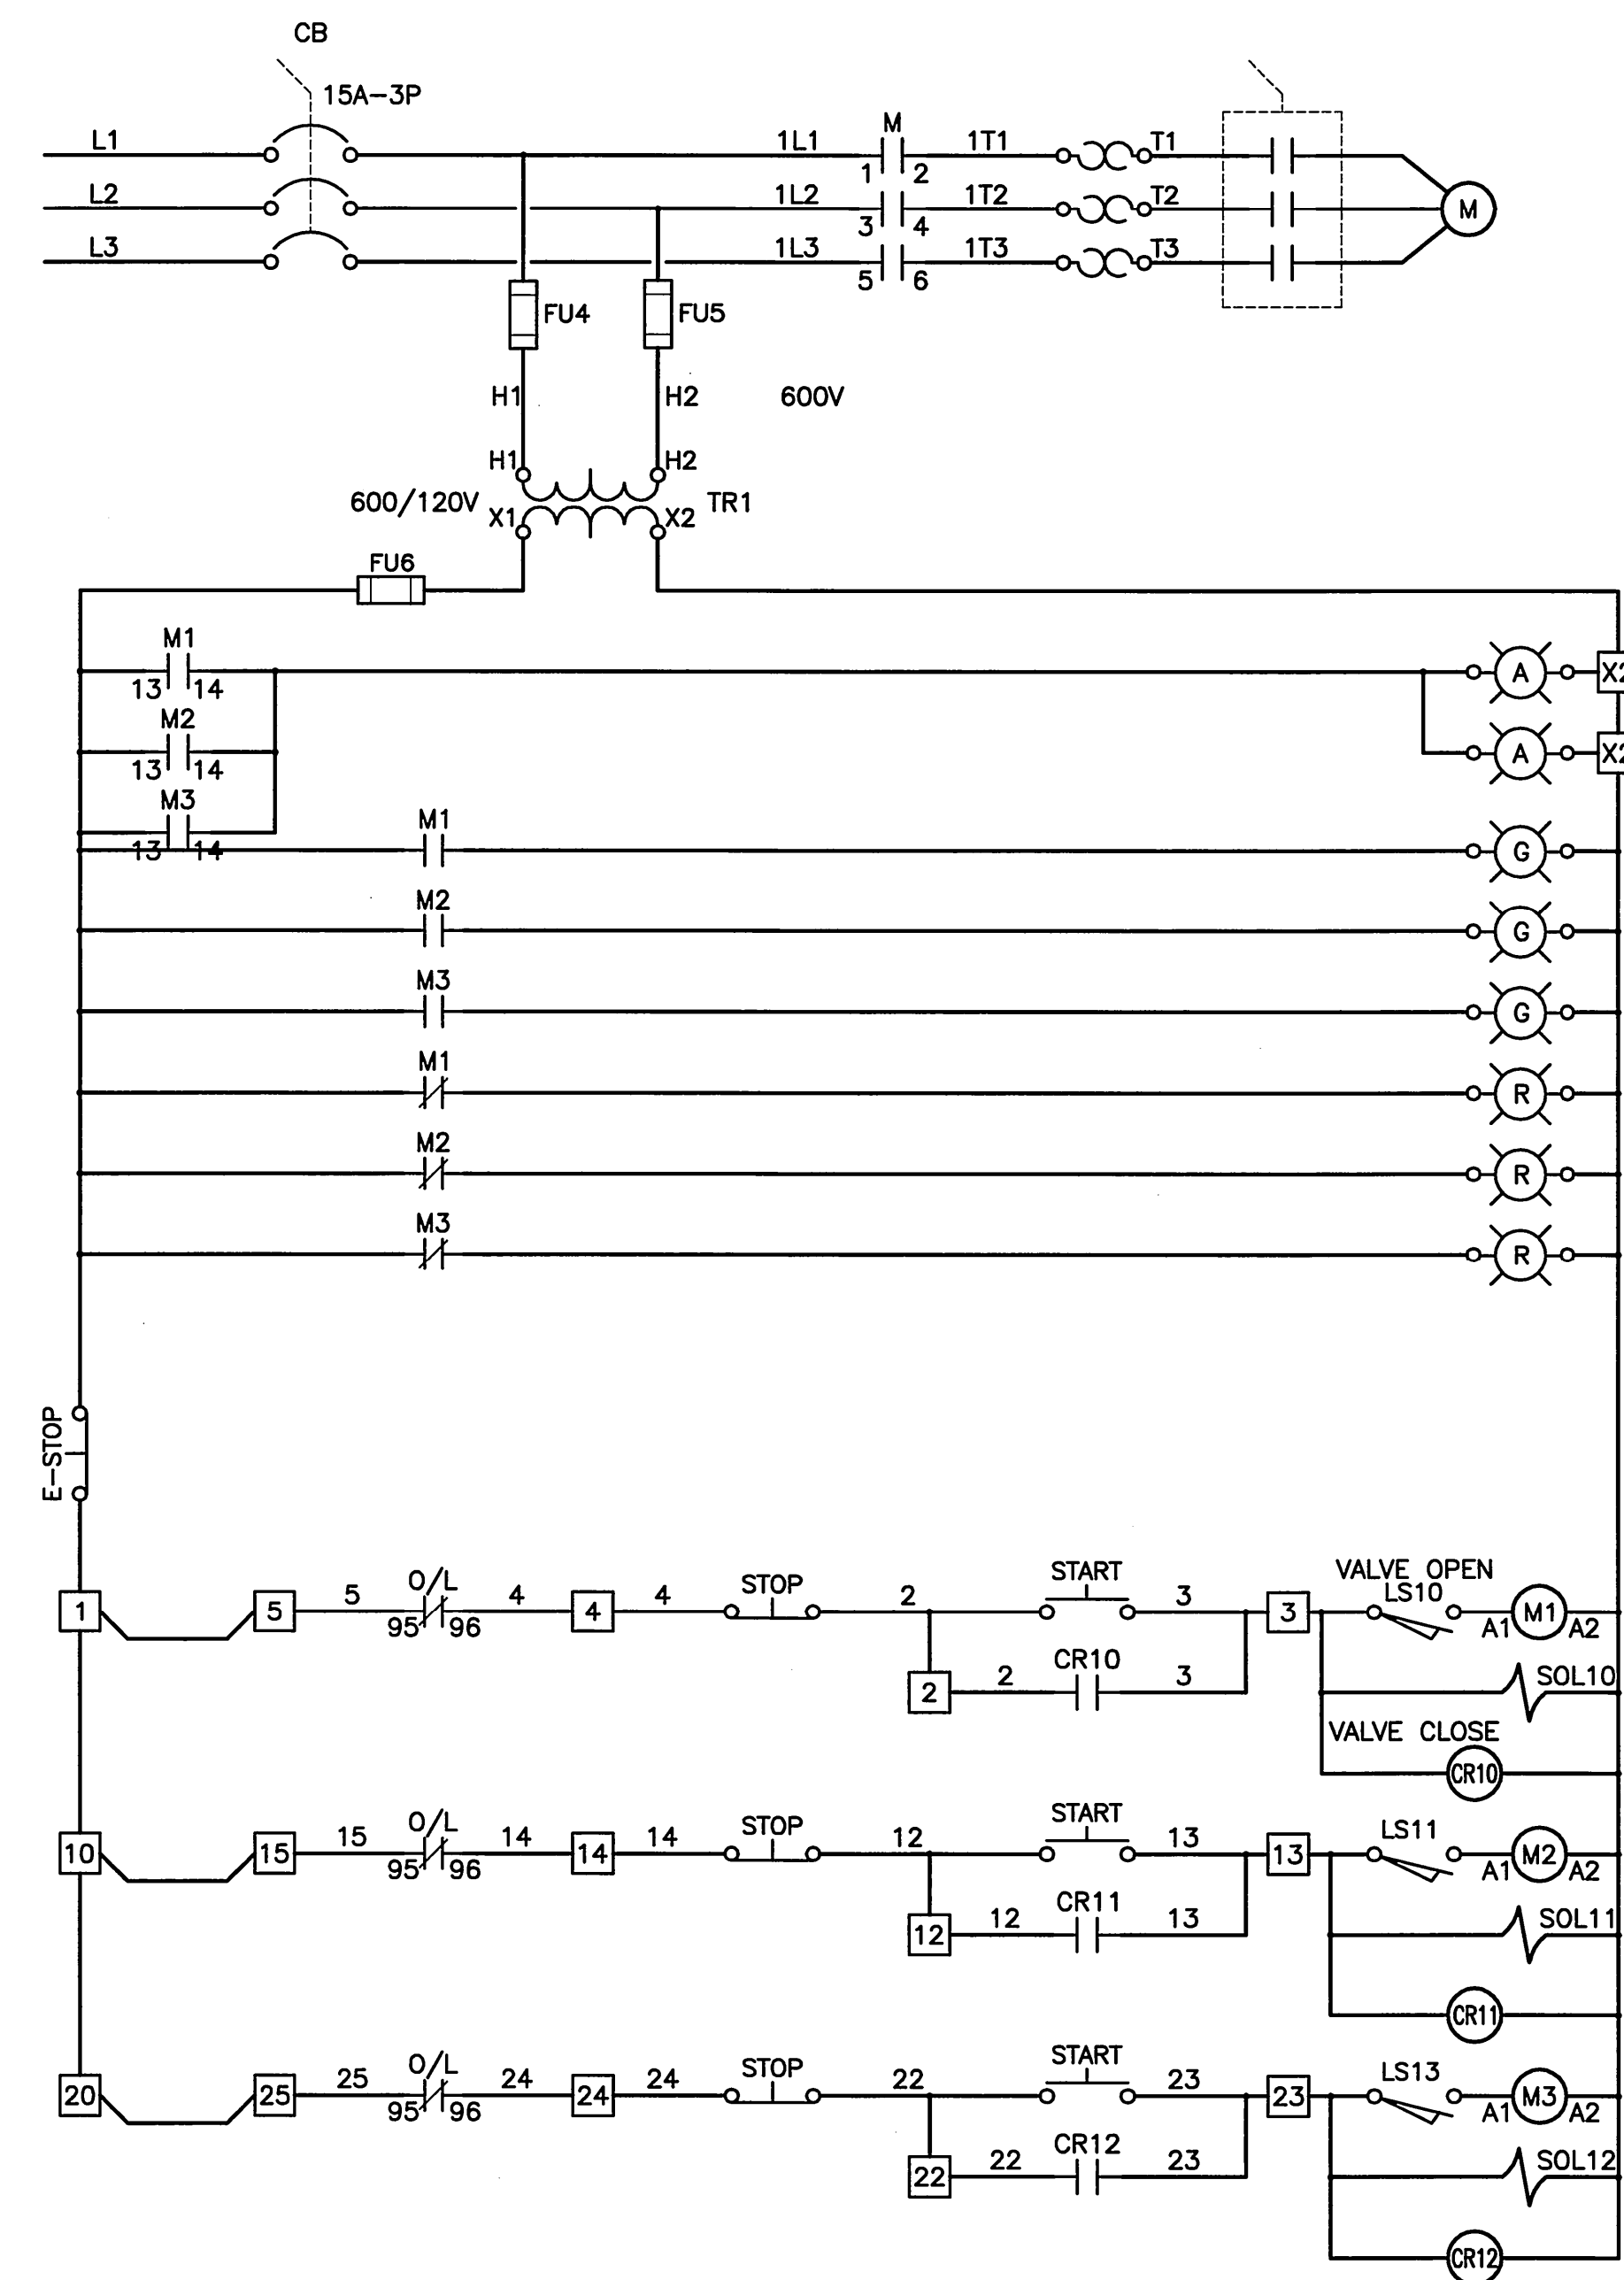 CB
15A-3P
L1
1L1
M
1
2
1T1
T1
L2
1L2
3
4
1T2
T2
M
L3
1L3
5
6
1T3
T3
FU4
FU5
H1
H2
600V
H1
H2
600/120V
X1
X2
TR1
FU6
M1
13
14
A
X2
M2
13
14
A
X2
M3
13
14
M1
G
M2
G
M3
G
M1
R
M2
R
M3
R
E-STOP
1
5
5
O/L
95
96
4
4
4
STOP
2
START
3
3
VALVE OPEN
LS10
A1
M1
A2
2
2
CR10
3
SOL10
VALVE CLOSE
CR10
10
15
15
O/L
95
96
14
14
14
STOP
12
START
13
13
LS11
A1
M2
A2
12
12
CR11
13
SOL11
CR11
20
25
25
O/L
95
96
24
24
24
STOP
22
START
23
23
LS13
A1
M3
A2
22
22
CR12
23
SOL12
CR12